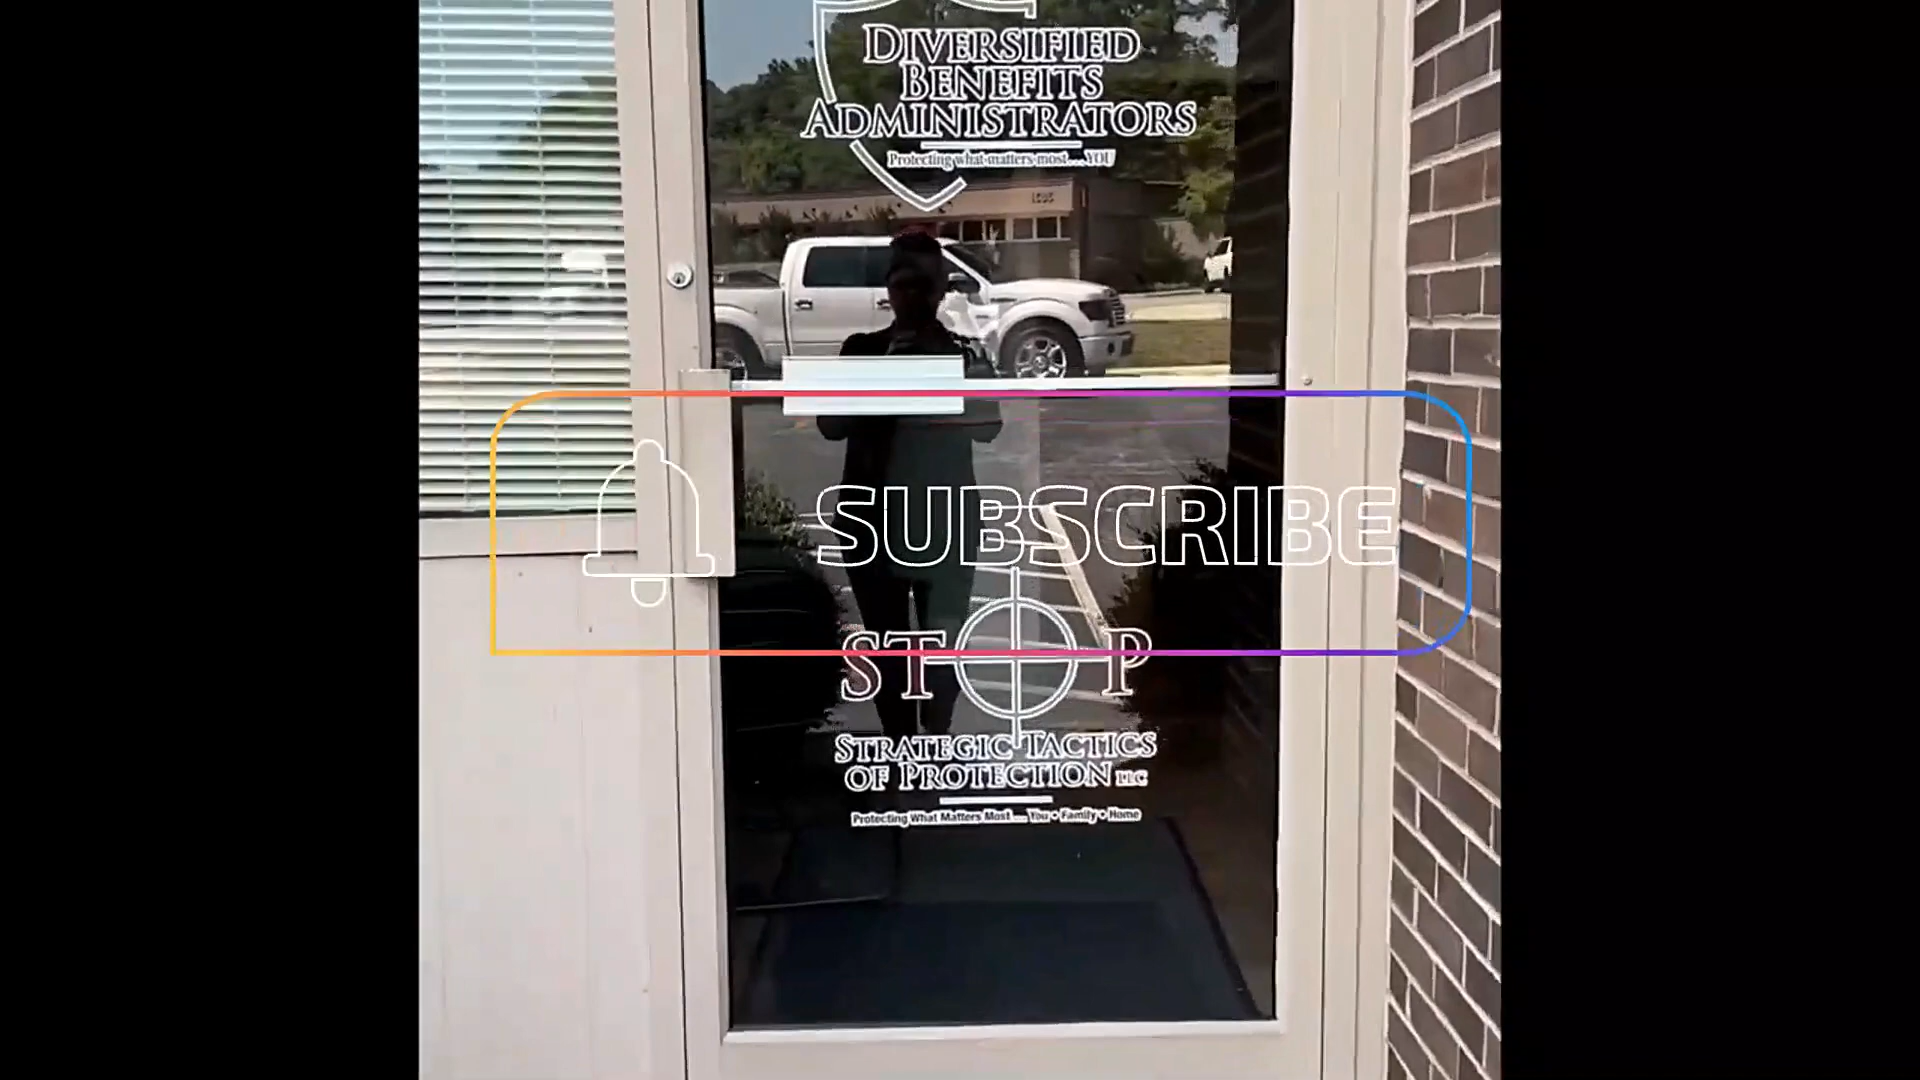 DIVERSIFIED
BENEFITS
ADMINISTRATORS
Protecting what matters most... YOU
SUBSCRIBE
STOP
STRATEGIC TACTICS
OF PROTECTION LLC
Protecting What Matters Most.... You • Family • Home